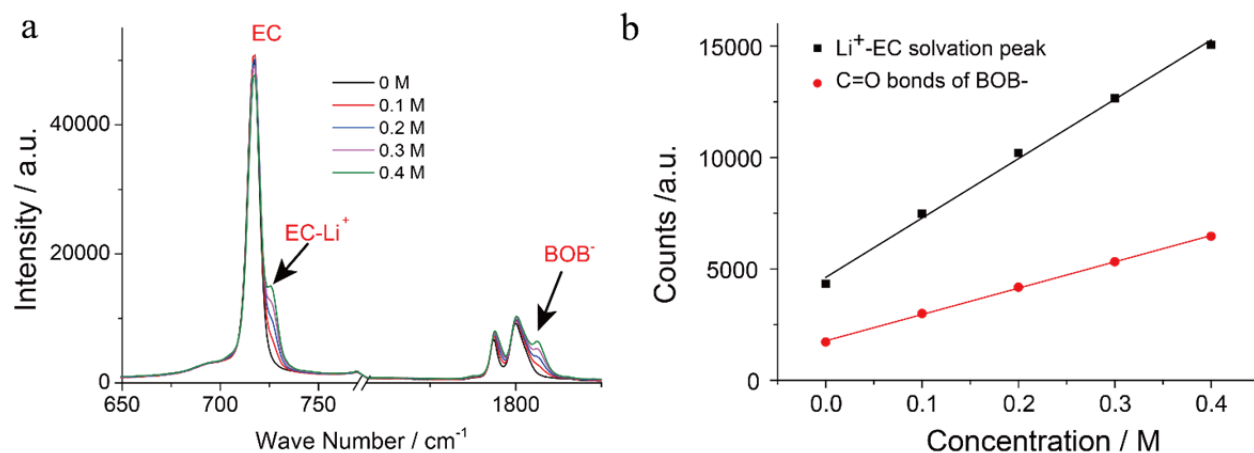 a
EC
0 M
0.1 M
0.2 M
0.3 M
0.4 M
EC-Li⁺
BOB⁻
40000
20000
0
Intensity / a.u.
650
700
750
1800
Wave Number / cm⁻¹
b
Li⁺-EC solvation peak
C=O bonds of BOB-
15000
10000
5000
0
Counts /a.u.
0.0
0.1
0.2
0.3
0.4
Concentration / M